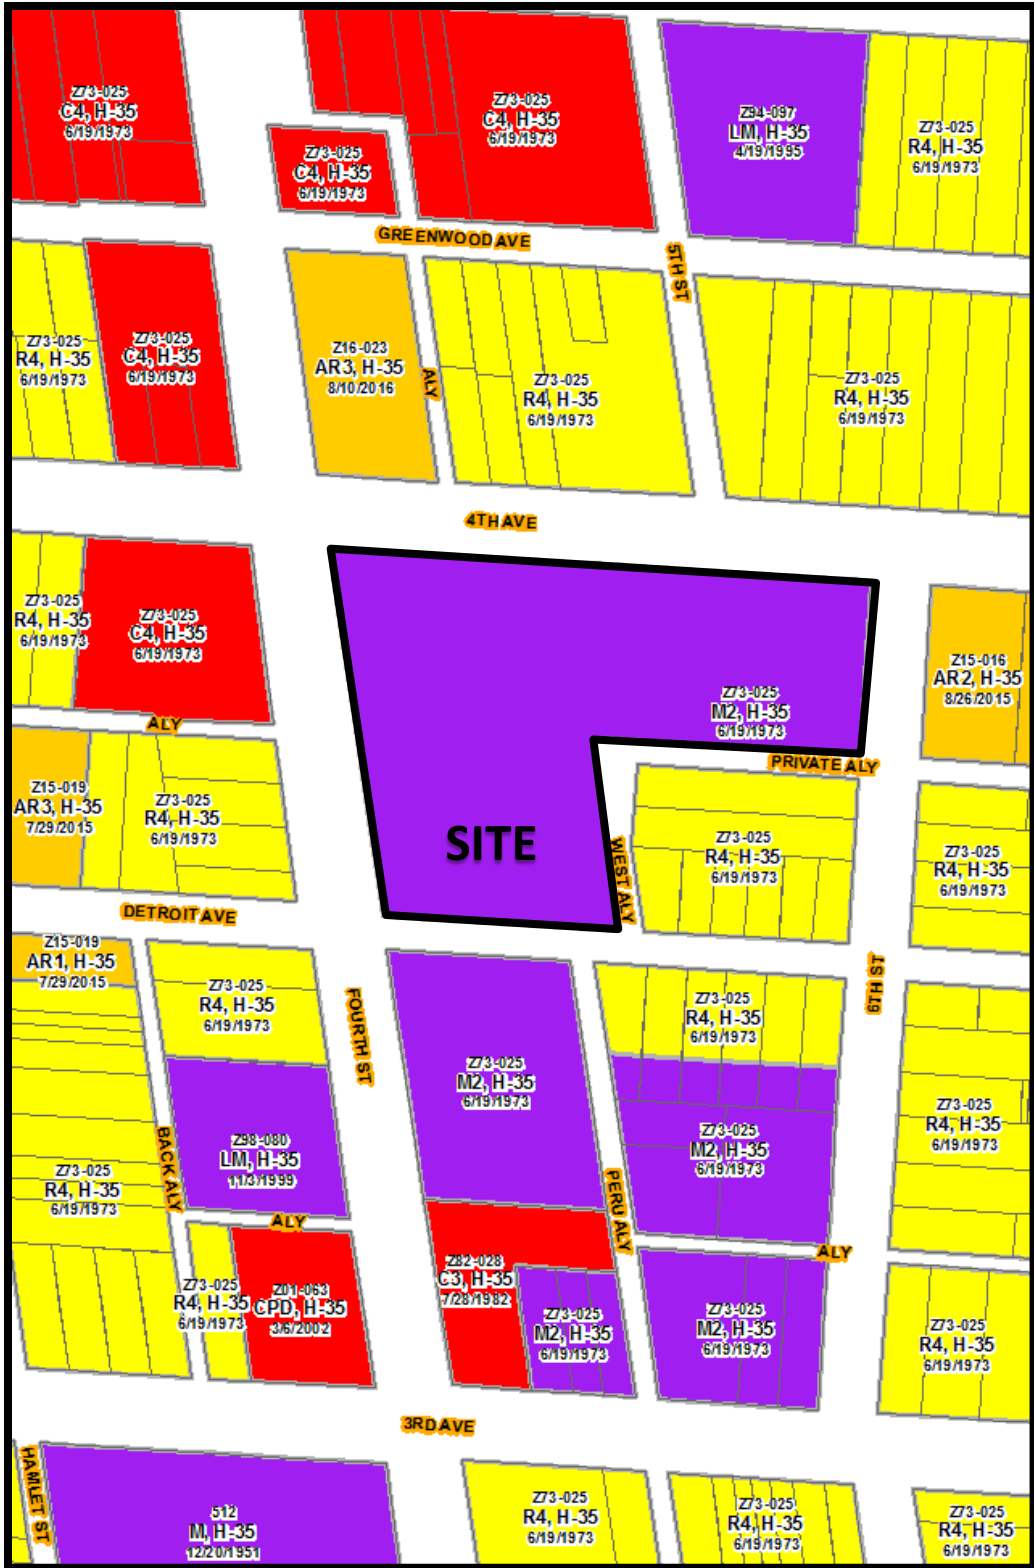 Z73-025
C4, H-35
6/19/1973
Z73-025
C4, H-35
6/19/1973
Z73-025
C4, H-35
6/19/1973
Z94-097
LM, H-35
4/19/1995
Z73-025
R4, H-35
6/19/1973
GREENWOOD AVE
5TH ST
Z73-025
R4, H-35
6/19/1973
Z73-025
C4, H-35
6/19/1973
Z16-023
AR3, H-35
8/10/2016
ALY
Z73-025
R4, H-35
6/19/1973
Z73-025
R4, H-35
6/19/1973
4TH AVE
Z73-025
R4, H-35
6/19/1973
Z73-025
C4, H-35
6/19/1973
Z73-025
M2, H-35
6/19/1973
Z15-016
AR2, H-35
8/26/2015
ALY
PRIVATE ALY
Z15-019
AR3, H-35
7/29/2015
Z73-025
R4, H-35
6/19/1973
SITE
WEST ALY
Z73-025
R4, H-35
6/19/1973
Z73-025
R4, H-35
6/19/1973
DETROIT AVE
Z15-019
AR1, H-35
7/29/2015
Z73-025
R4, H-35
6/19/1973
FOURTH ST
Z73-025
M2, H-35
6/19/1973
Z73-025
R4, H-35
6/19/1973
6TH ST
Z98-080
LM, H-35
11/3/1999
Z73-025
M2, H-35
6/19/1973
Z73-025
R4, H-35
6/19/1973
Z73-025
R4, H-35
6/19/1973
BACK ALY
PERU ALY
ALY
ALY
Z73-025
R4, H-35
6/19/1973
Z01-063
CPD, H-35
3/6/2002
Z82-028
C3, H-35
7/28/1982
Z73-025
M2, H-35
6/19/1973
Z73-025
M2, H-35
6/19/1973
Z73-025
R4, H-35
6/19/1973
3RD AVE
HAMLET ST
512
M, H-35
12/20/1951
Z73-025
R4, H-35
6/19/1973
Z73-025
R4, H-35
6/19/1973
Z73-025
R4, H-35
6/19/1973